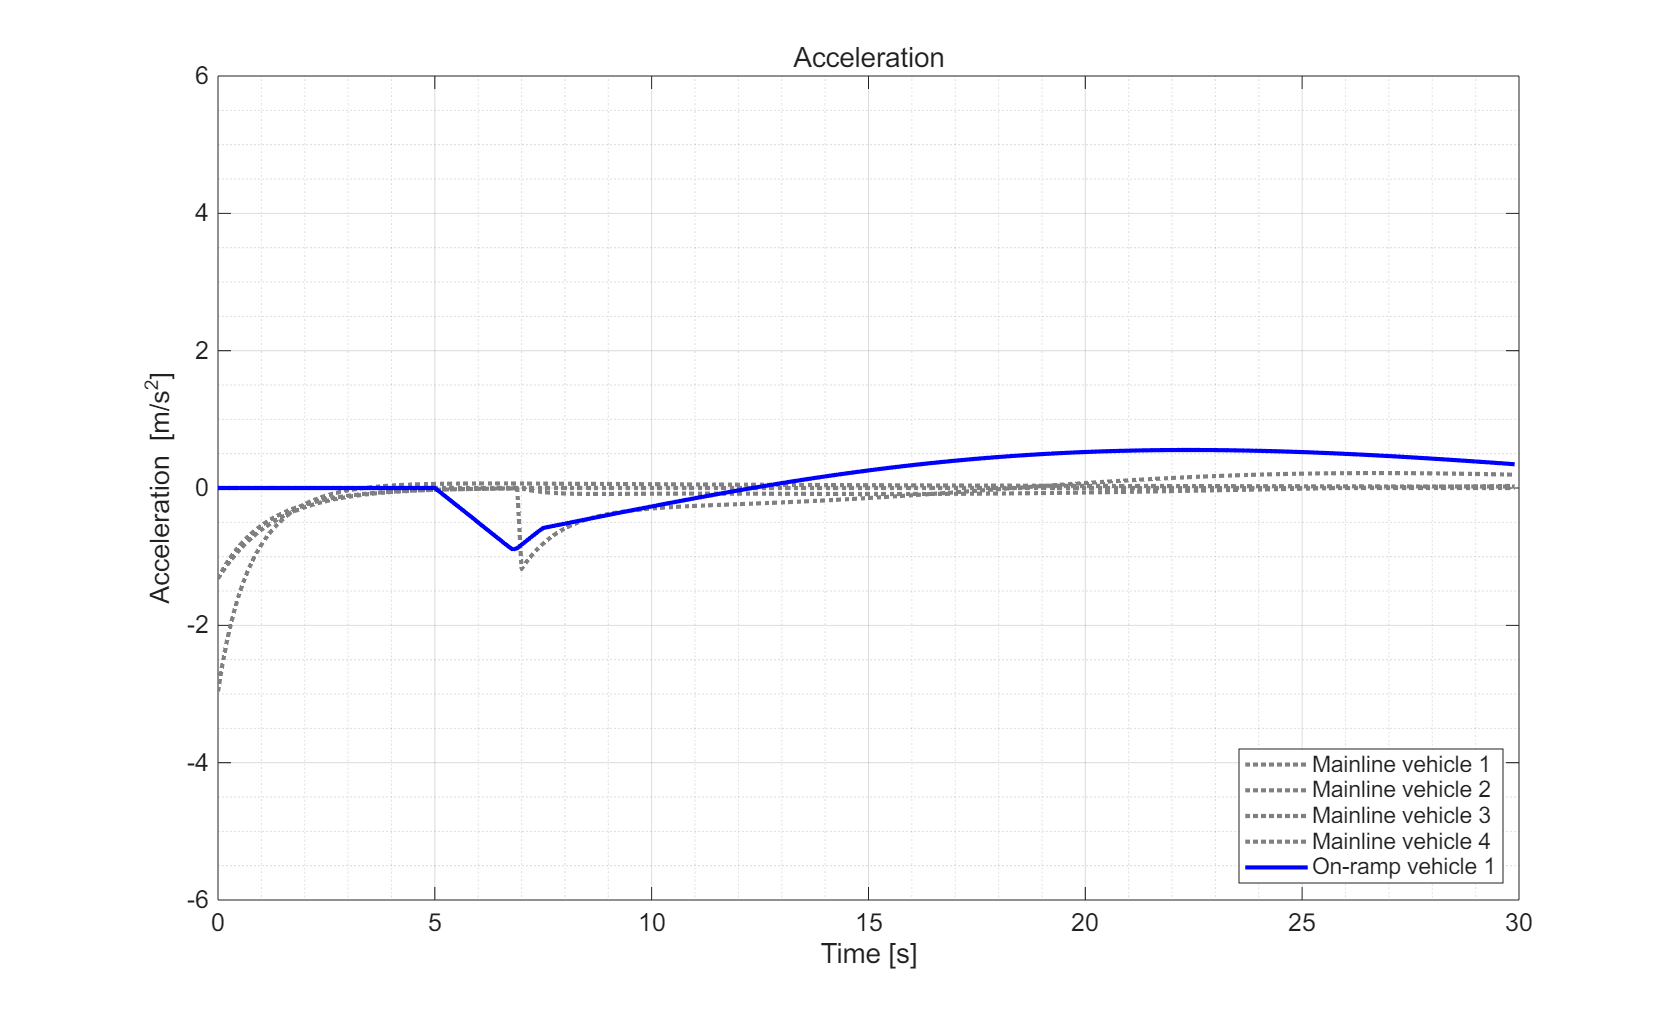 Acceleration
6
4
2
0
-2
-4
-6
Acceleration [m/s²]
0 5 10 15 20 25 30
Time [s]
Mainline vehicle 1
Mainline vehicle 2
Mainline vehicle 3
Mainline vehicle 4
On-ramp vehicle 1